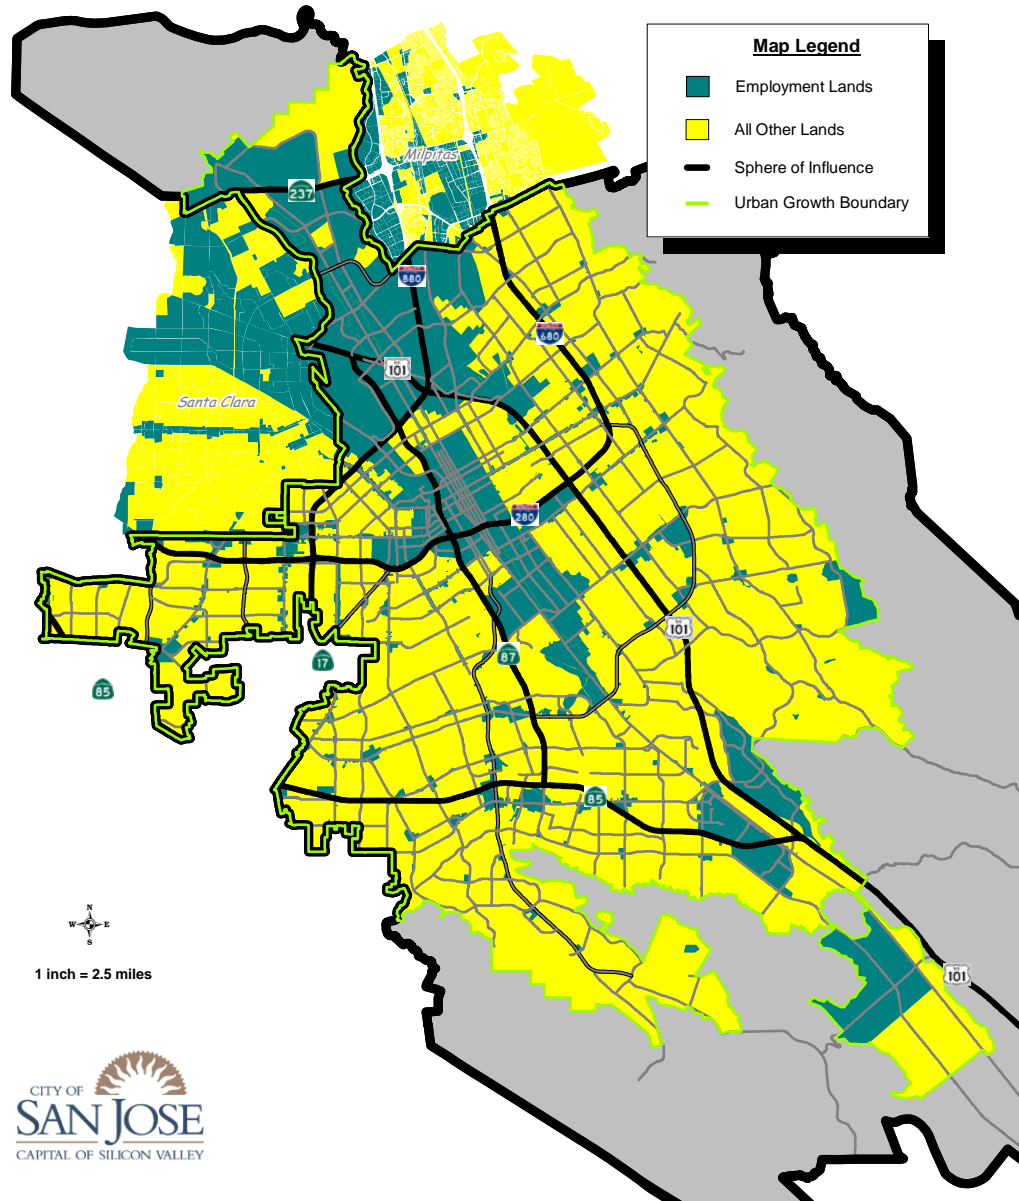 Map Legend
Employment Lands
All Other Lands
Sphere of Influence
Urban Growth Boundary
Milpitas
237
880
680
101
Santa Clara
280
101
87
17
85
85
N
W E
S
101
1 inch = 2.5 miles
CITY OF
SAN JOSE
CAPITAL OF SILICON VALLEY